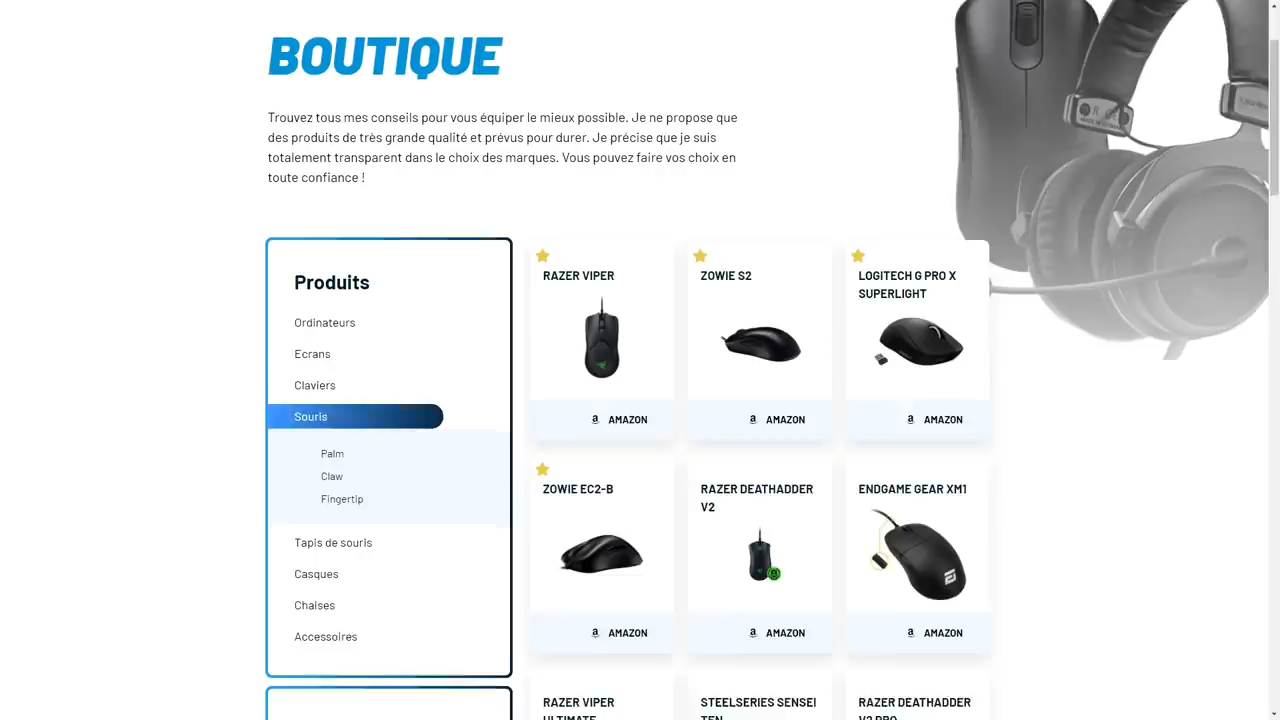 BOUTIQUE
Trouvez tous mes conseils pour vous équiper le mieux possible. Je ne propose que
des produits de très grande qualité et prévus pour durer. Je précise que je suis
totalement transparent dans le choix des marques. Vous pouvez faire vos choix en
toute confiance !
Produits
Ordinateurs
Ecrans
Claviers
Souris
Palm
Claw
Fingertip
Tapis de souris
Casques
Chaises
Accessoires
RAZER VIPER
AMAZON
ZOWIE S2
AMAZON
LOGITECH G PRO X
SUPERLIGHT
AMAZON
ZOWIE EC2-B
AMAZON
RAZER DEATHADDER
V2
AMAZON
ENDGAME GEAR XM1
AMAZON
RAZER VIPER
ULTIMATE
STEELSERIES SENSEI
TEN
RAZER DEATHADDER
V2 PRO